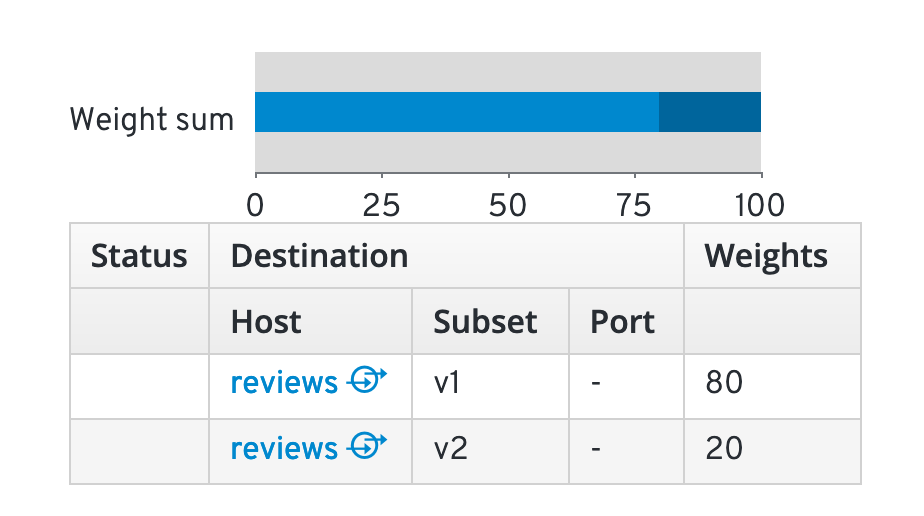 Weight sum
0 25 50 75 100
Status Destination Weights
Host Subset Port
reviews v1 - 80
reviews v2 - 20